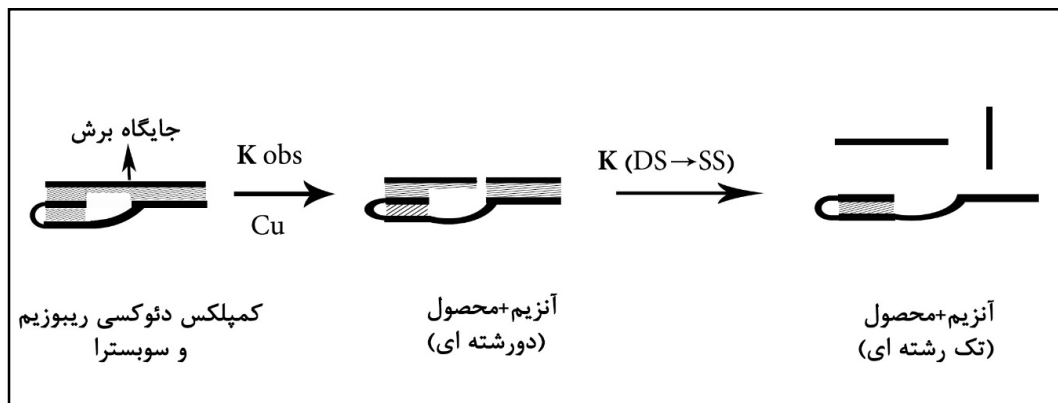 جایگاه برش
K obs
Cu
K (DS→SS)
کمپلکس دئوکسی ریبوزیم
و سوبسترا
آنزیم+محصول
(دورشته ای)
آنزیم+محصول
(تک رشته ای)